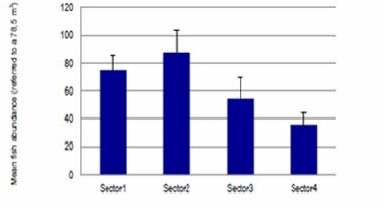 Mean fish abundance (referred to a 78,5 m²)
120
100
80
60
40
20
0
Sector1
Sector2
Sector3
Sector4